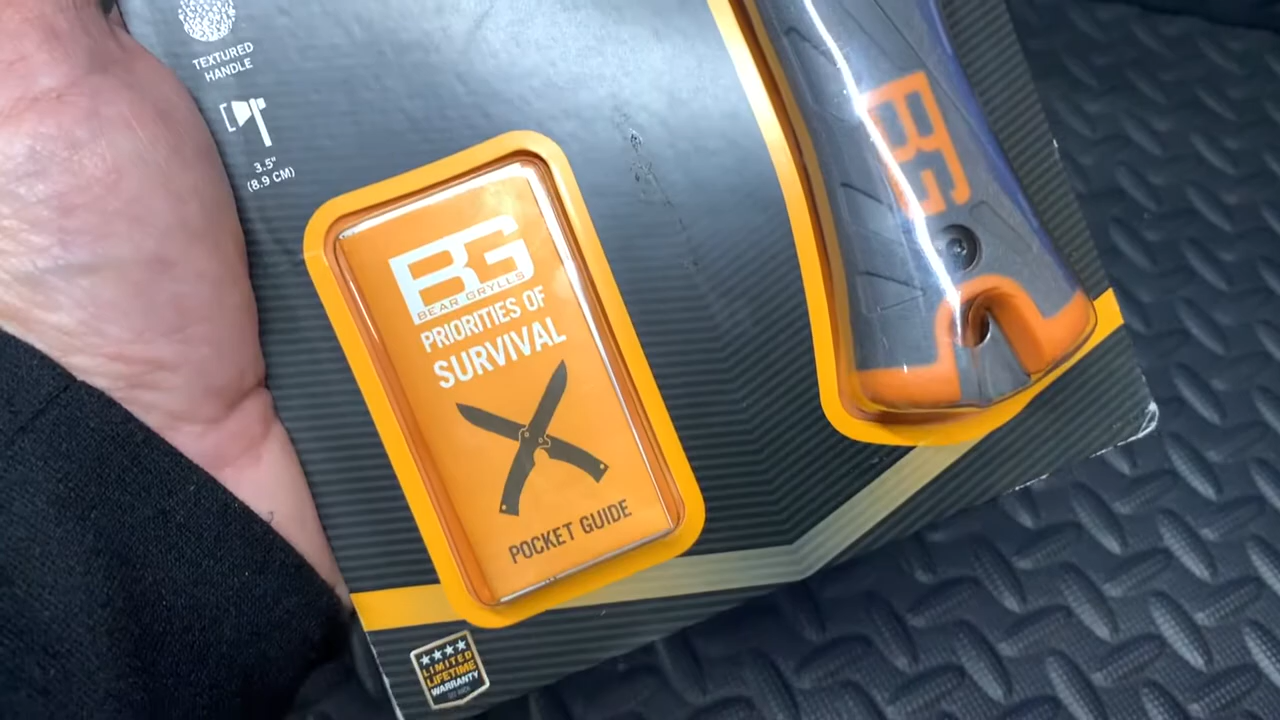 TEXTURED
HANDLE
3.5"
(8.9 CM)
BG
BEAR GRYLLS
PRIORITIES OF
SURVIVAL
POCKET GUIDE
BG
LIMITED
LIFETIME
WARRANTY